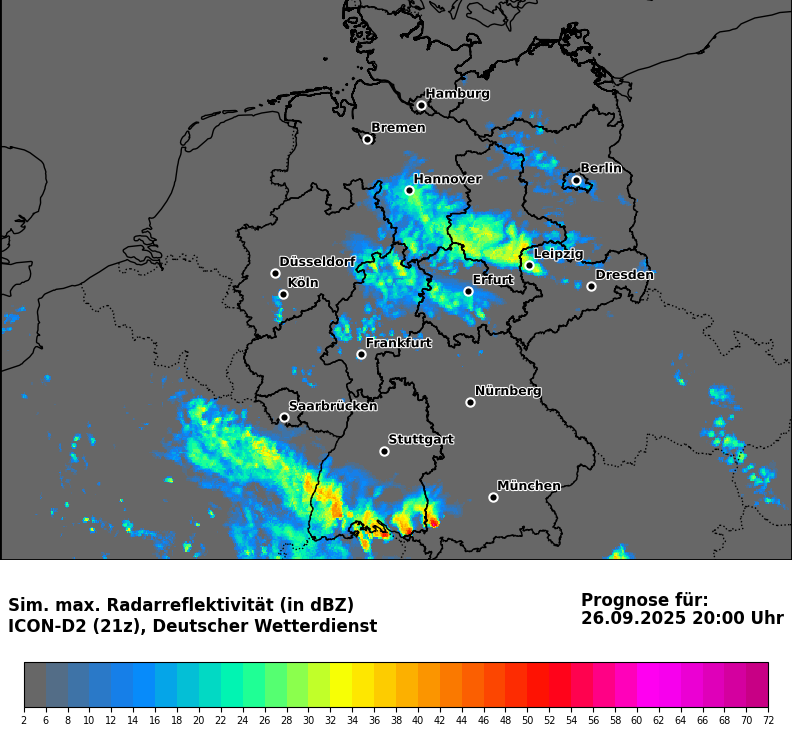 Hamburg
Bremen
Berlin
Hannover
Düsseldorf
Leipzig
Köln
Erfurt
Dresden
Frankfurt
Nürnberg
Saarbrücken
Stuttgart
München
Sim. max. Radarreflektivität (in dBZ)
ICON-D2 (21z), Deutscher Wetterdienst
Prognose für:
26.09.2025 20:00 Uhr
2 6 8 10 12 14 16 18 20 22 24 26 28 30 32 34 36 38 40 42 44 46 48 50 52 54 56 58 60 62 64 66 68 70 72